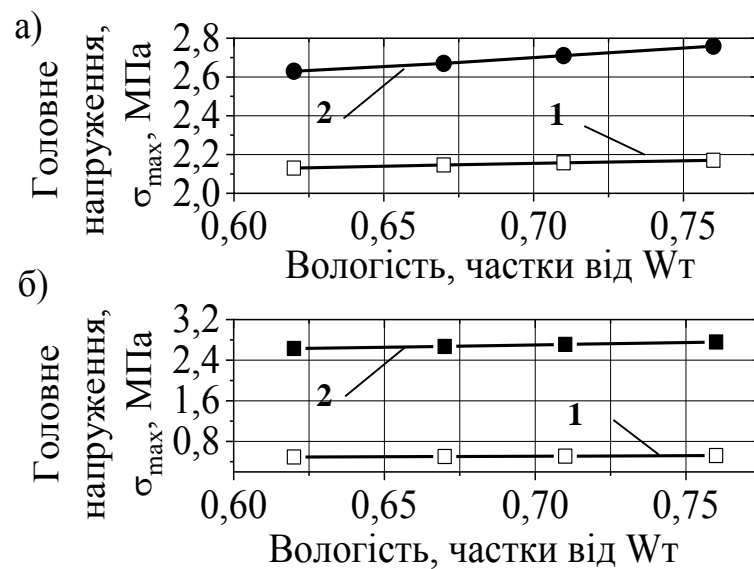 а)
Головне
напруження,
σmax, МПа
2,8
2,6
2,4
2,2
2,0
2
1
0,60 0,65 0,70 0,75
Вологість, частки від Wт
б)
Головне
напруження,
σmax, МПа
3,2
2,4
1,6
0,8
2
1
0,60 0,65 0,70 0,75
Вологість, частки від Wт